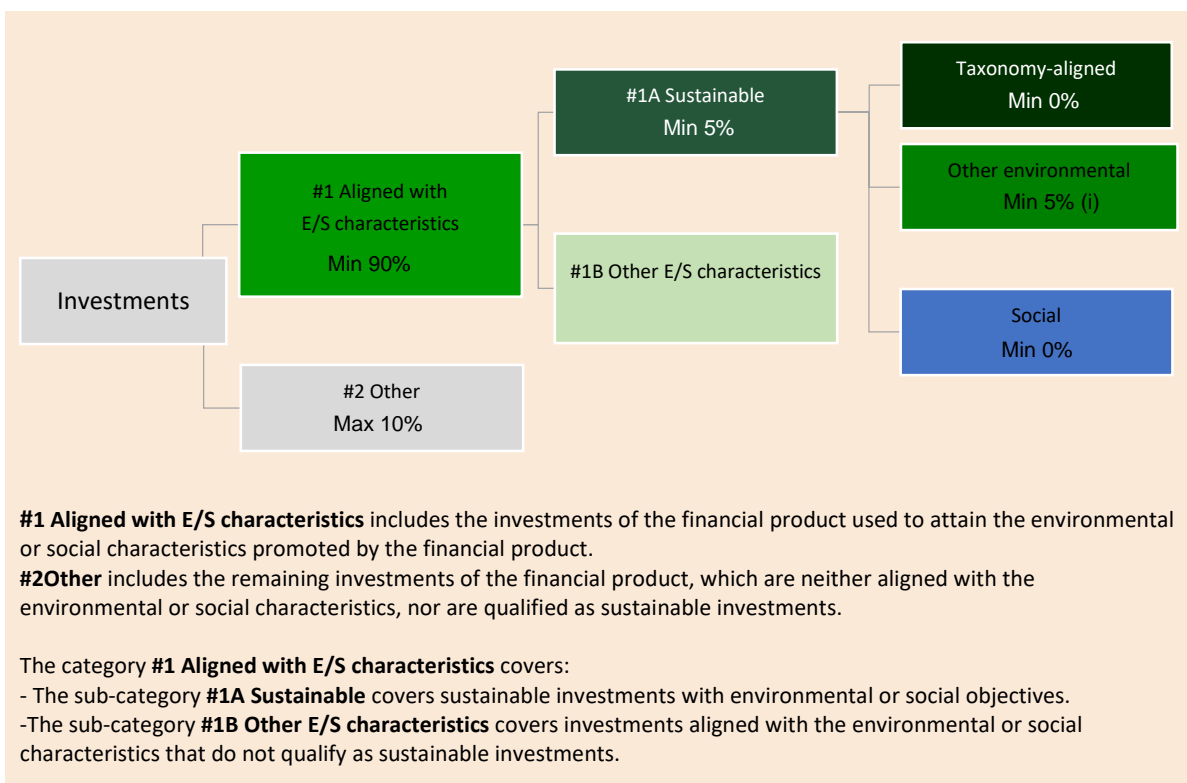 Investments
#1 Aligned with
E/S characteristics
Min 90%
#2 Other
Max 10%
#1A Sustainable
Min 5%
#1B Other E/S characteristics
Taxonomy-aligned
Min 0%
Other environmental
Min 5% (i)
Social
Min 0%
#1 Aligned with E/S characteristics includes the investments of the financial product used to attain the environmental
or social characteristics promoted by the financial product.
#2Other includes the remaining investments of the financial product, which are neither aligned with the
environmental or social characteristics, nor are qualified as sustainable investments.
The category #1 Aligned with E/S characteristics covers:
- The sub-category #1A Sustainable covers sustainable investments with environmental or social objectives.
-The sub-category #1B Other E/S characteristics covers investments aligned with the environmental or social
characteristics that do not qualify as sustainable investments.